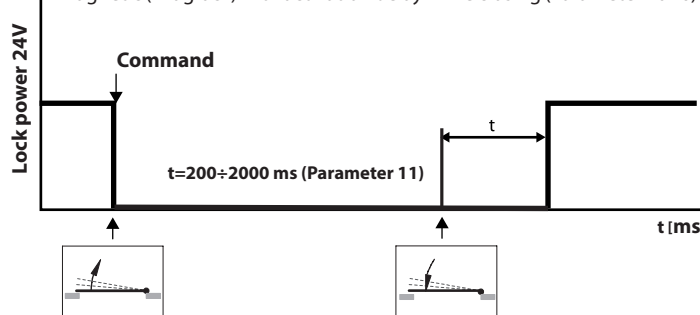 Lock power 24V
Command
t
t=200÷2000 ms (Parameter 11)
t [ms